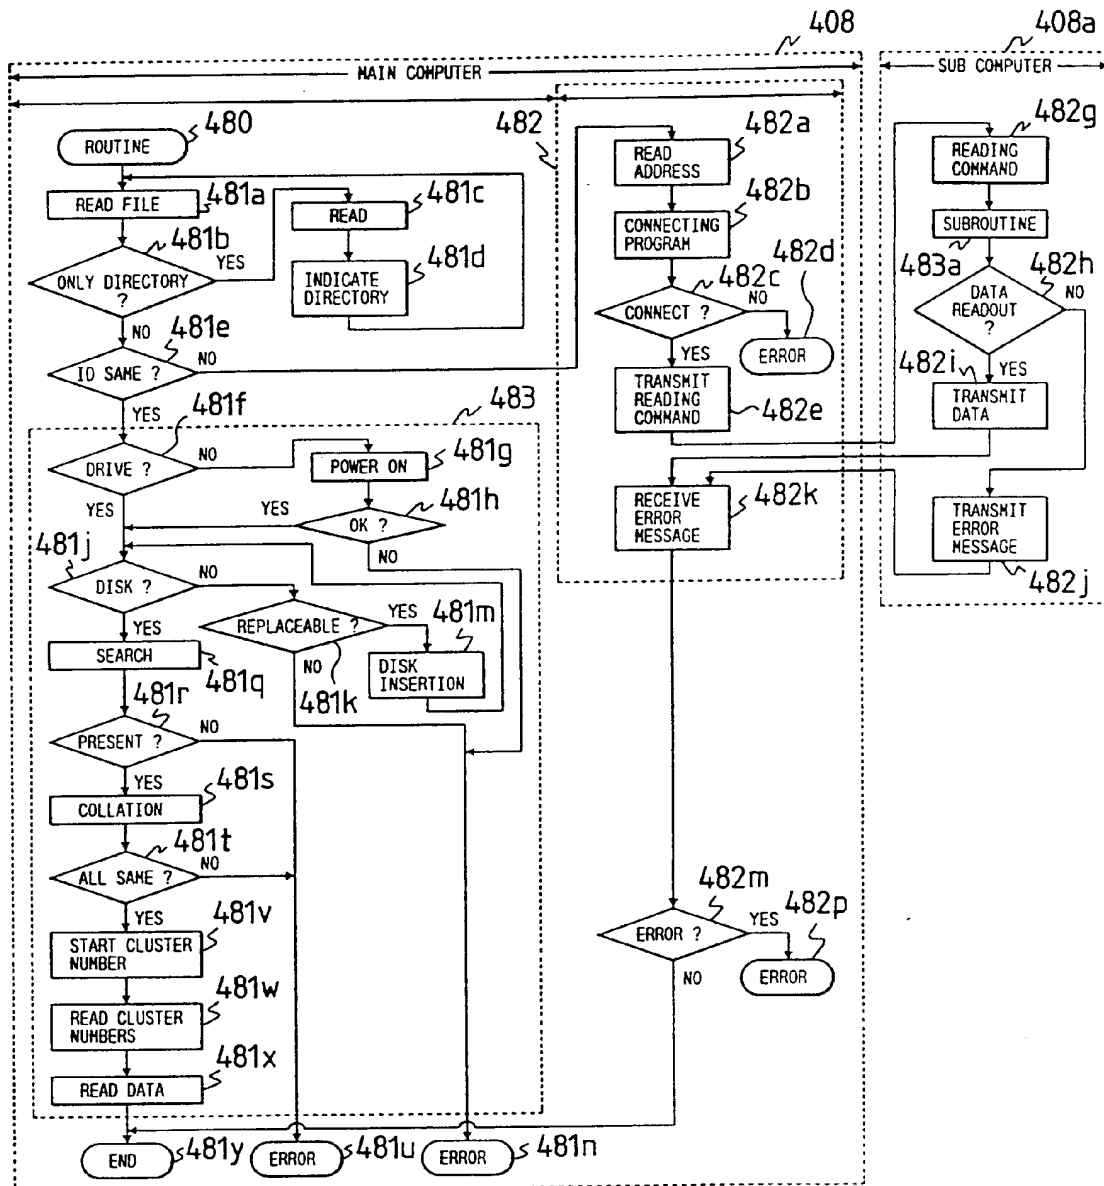 408
408a
MAIN COMPUTER
SUB COMPUTER
480
ROUTINE
482
482a
READ
ADDRESS
482g
READING
COMMAND
READ FILE
481a
481c
READ
482b
CONNECTING
PROGRAM
SUBROUTINE
483a
481b
ONLY DIRECTORY
?
YES
NO
481d
INDICATE
DIRECTORY
482c
CONNECT ?
NO
YES
482d
ERROR
482h
DATA
READOUT
?
NO
YES
481e
ID SAME ?
NO
YES
TRANSMIT
READING
COMMAND
482e
482i
TRANSMIT
DATA
483
481f
DRIVE ?
NO
YES
POWER ON
481g
481h
OK ?
YES
NO
RECEIVE
ERROR
MESSAGE
482k
TRANSMIT
ERROR
MESSAGE
482j
481j
DISK ?
NO
YES
REPLACEABLE ?
YES
NO
481k
481m
DISK
INSERTION
SEARCH
481q
481r
PRESENT ?
NO
YES
COLLATION
481s
481t
ALL SAME ?
NO
YES
START CLUSTER
NUMBER
481v
482m
ERROR ?
YES
NO
482p
ERROR
READ CLUSTER
NUMBERS
481w
READ DATA
481x
END
481y
ERROR
481u
ERROR
481n